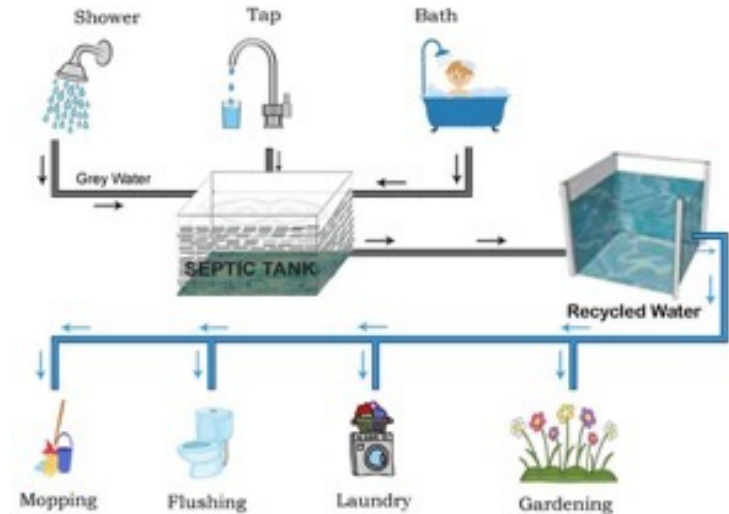 Shower
Tap
Bath
Grey Water
SEPTIC TANK
Recycled Water
Mopping
Flushing
Laundry
Gardening